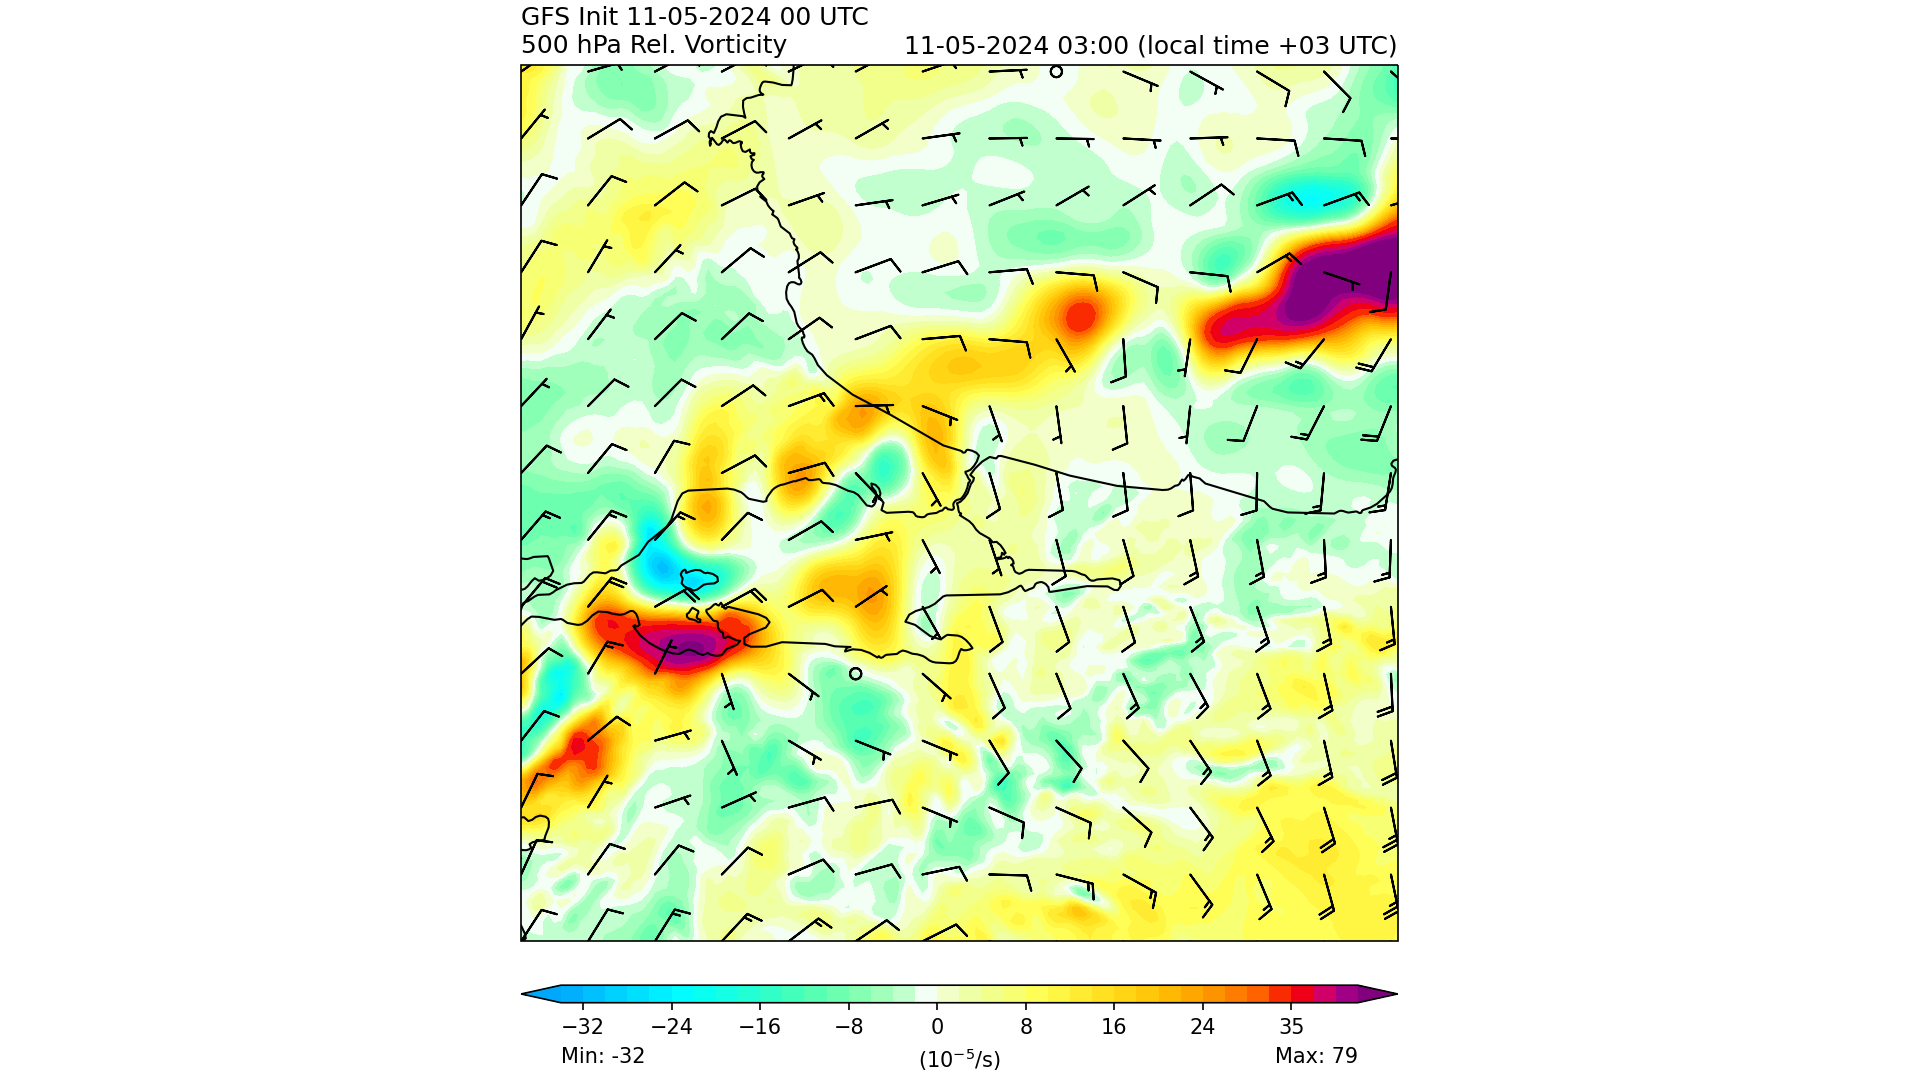 GFS Init 11-05-2024 00 UTC
500 hPa Rel. Vorticity
11-05-2024 03:00 (local time +03 UTC)
−32 −24 −16 −8 0 8 16 24 35
Min: -32
(10⁻⁵/s)
Max: 79